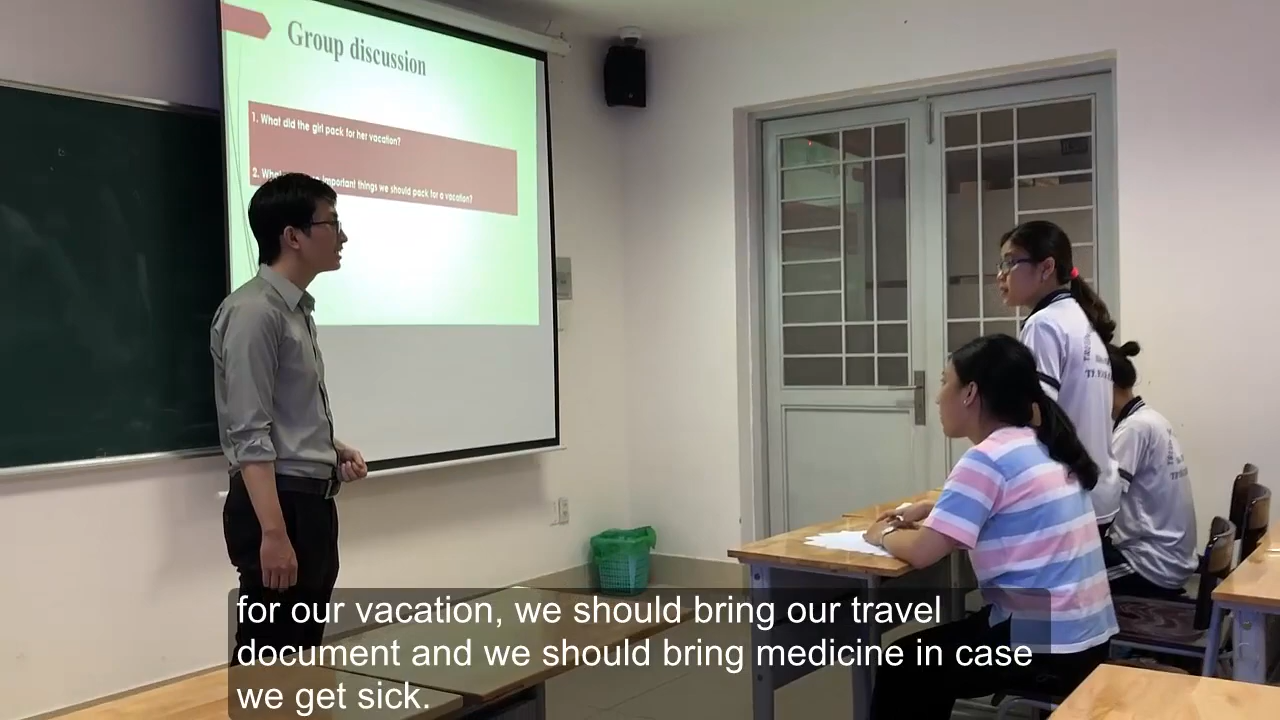 Group discussion
1. What did the girl pack for her vacation?
2. important things we should pack for a vacation?
for our vacation, we should bring our travel
document and we should bring medicine in case
we get sick.